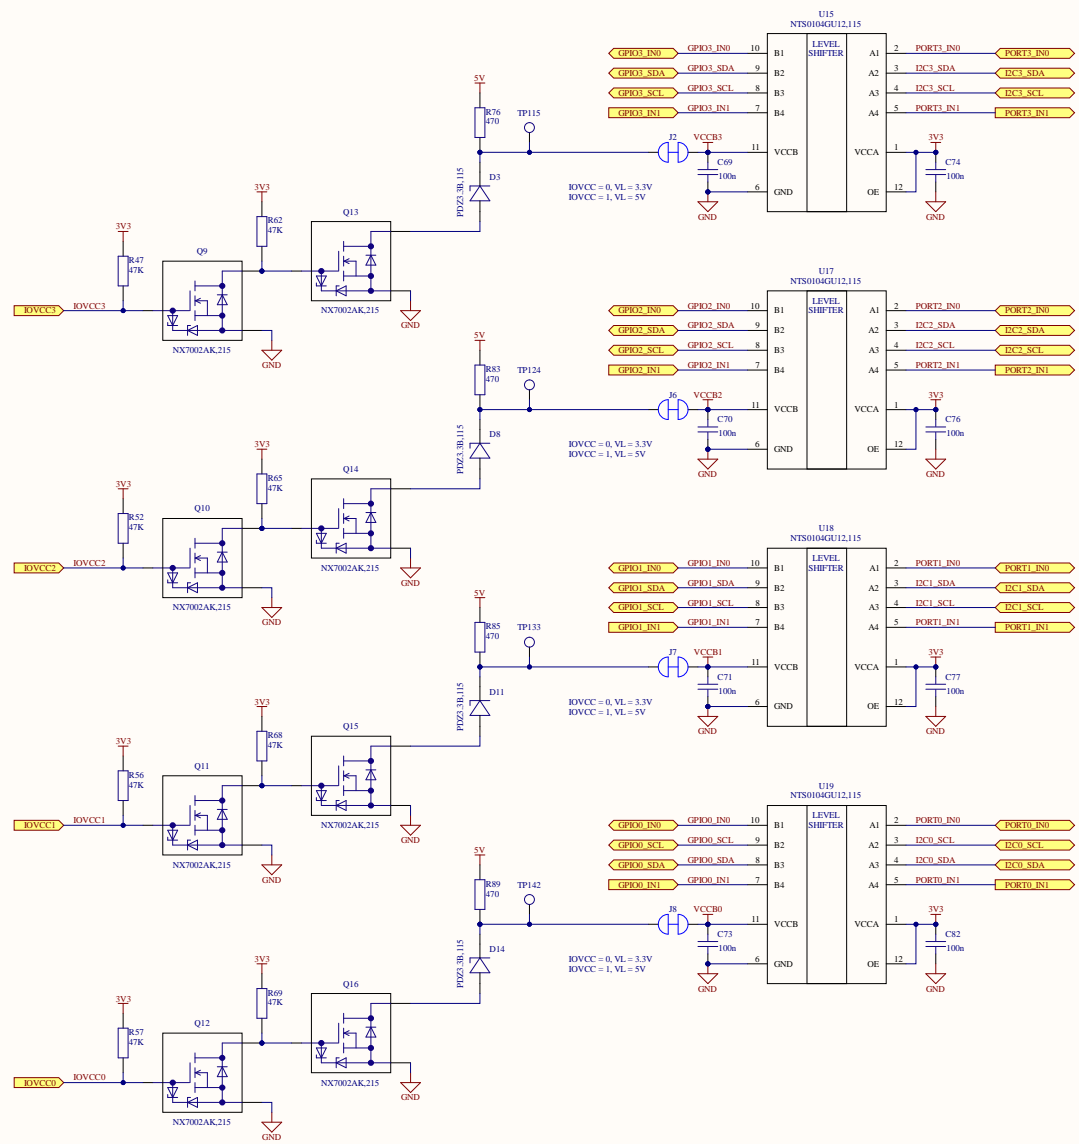 U15
NTS0104GU12,115
LEVEL
SHIFTER
GPIO3_IN0 GPIO3_IN0 10 B1 A1 2 PORT3_IN0 PORT3_IN0
GPIO3_SDA GPIO3_SDA 9 B2 A2 3 I2C3_SDA I2C3_SDA
GPIO3_SCL GPIO3_SCL 8 B3 A3 4 I2C3_SCL I2C3_SCL
GPIO3_IN1 GPIO3_IN1 7 B4 A4 5 PORT3_IN1 PORT3_IN1
5V
R76
470
TP115
J2 VCCB3 11 VCCB VCCA 1 3V3
C69
100n
C74
100n
6 GND OE 12
GND GND
D3
PDZ3.3B,115
IOVCC = 0, VL = 3.3V
IOVCC = 1, VL = 5V
3V3
R62
47K
Q13
NX7002AK,215
GND
3V3
R47
47K
Q9
IOVCC3 IOVCC3
NX7002AK,215
GND
U17
NTS0104GU12,115
LEVEL
SHIFTER
GPIO2_IN0 GPIO2_IN0 10 B1 A1 2 PORT2_IN0 PORT2_IN0
GPIO2_SDA GPIO2_SDA 9 B2 A2 3 I2C2_SDA I2C2_SDA
GPIO2_SCL GPIO2_SCL 8 B3 A3 4 I2C2_SCL I2C2_SCL
GPIO2_IN1 GPIO2_IN1 7 B4 A4 5 PORT2_IN1 PORT2_IN1
5V
R83
470
TP124
J6 VCCB2 11 VCCB VCCA 1 3V3
C70
100n
C76
100n
6 GND OE 12
GND GND
D8
PDZ3.3B,115
IOVCC = 0, VL = 3.3V
IOVCC = 1, VL = 5V
3V3
R65
47K
Q14
NX7002AK,215
GND
3V3
R52
47K
Q10
IOVCC2 IOVCC2
NX7002AK,215
GND
U18
NTS0104GU12,115
LEVEL
SHIFTER
GPIO1_IN0 GPIO1_IN0 10 B1 A1 2 PORT1_IN0 PORT1_IN0
GPIO1_SDA GPIO1_SDA 9 B2 A2 3 I2C1_SDA I2C1_SDA
GPIO1_SCL GPIO1_SCL 8 B3 A3 4 I2C1_SCL I2C1_SCL
GPIO1_IN1 GPIO1_IN1 7 B4 A4 5 PORT1_IN1 PORT1_IN1
5V
R85
470
TP133
J7 VCCB1 11 VCCB VCCA 1 3V3
C71
100n
C77
100n
6 GND OE 12
GND GND
D11
PDZ3.3B,115
IOVCC = 0, VL = 3.3V
IOVCC = 1, VL = 5V
3V3
R68
47K
Q15
NX7002AK,215
GND
3V3
R56
47K
Q11
IOVCC1 IOVCC1
NX7002AK,215
GND
U19
NTS0104GU12,115
LEVEL
SHIFTER
GPIO0_IN0 GPIO0_IN0 10 B1 A1 2 PORT0_IN0 PORT0_IN0
GPIO0_SCL GPIO0_SCL 9 B2 A2 3 I2C0_SCL I2C0_SCL
GPIO0_SDA GPIO0_SDA 8 B3 A3 4 I2C0_SDA I2C0_SDA
GPIO0_IN1 GPIO0_IN1 7 B4 A4 5 PORT0_IN1 PORT0_IN1
5V
R89
470
TP142
J8 VCCB0 11 VCCB VCCA 1 3V3
C73
100n
C82
100n
6 GND OE 12
GND GND
D14
PDZ3.3B,115
IOVCC = 0, VL = 3.3V
IOVCC = 1, VL = 5V
3V3
R69
47K
Q16
NX7002AK,215
GND
3V3
R57
47K
Q12
IOVCC0 IOVCC0
NX7002AK,215
GND